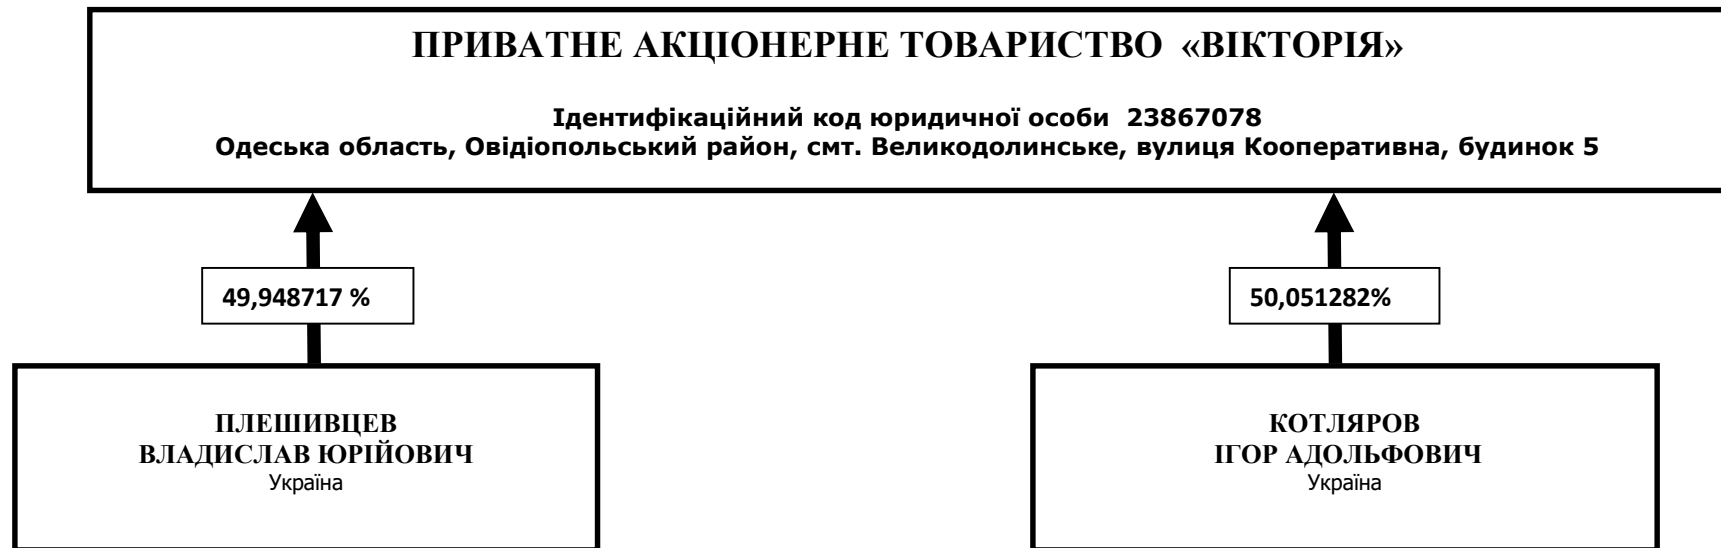 ПРИВАТНЕ АКЦІОНЕРНЕ ТОВАРИСТВО «ВІКТОРІЯ»
Ідентифікаційний код юридичної особи 23867078
Одеська область, Овідіопольський район, смт. Великодолинське, вулиця Кооперативна, будинок 5
49,948717 %
50,051282%
ПЛЕШИВЦЕВ
ВЛАДИСЛАВ ЮРІЙОВИЧ
Україна
КОТЛЯРОВ
ІГОР АДОЛЬФОВИЧ
Україна